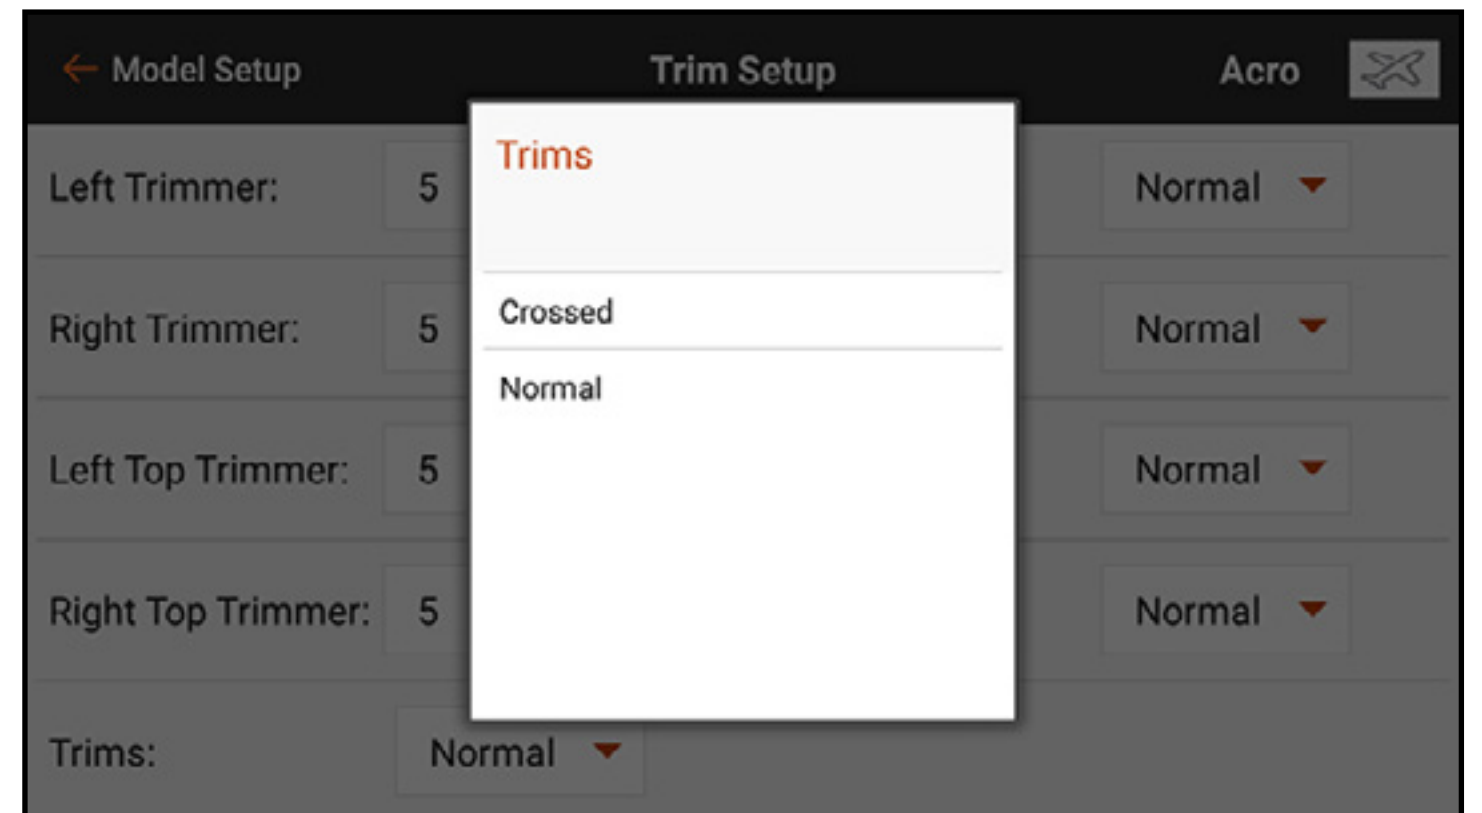 ← Model Setup Trim Setup Acro
Trims
Left Trimmer: 5 Normal
Crossed
Right Trimmer: 5 Normal
Normal
Left Top Trimmer: 5 Normal
Right Top Trimmer: 5 Normal
Trims: Normal